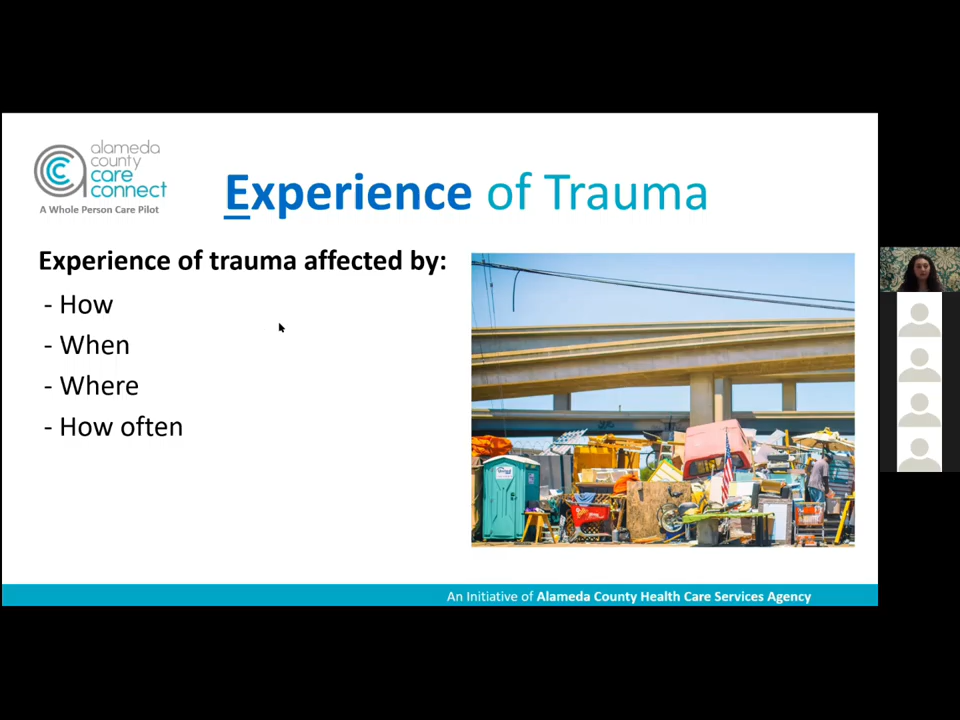 alameda
county
care
connect
A Whole Person Care Pilot
Experience of Trauma
Experience of trauma affected by:
- How
- When
- Where
- How often
An Initiative of Alameda County Health Care Services Agency